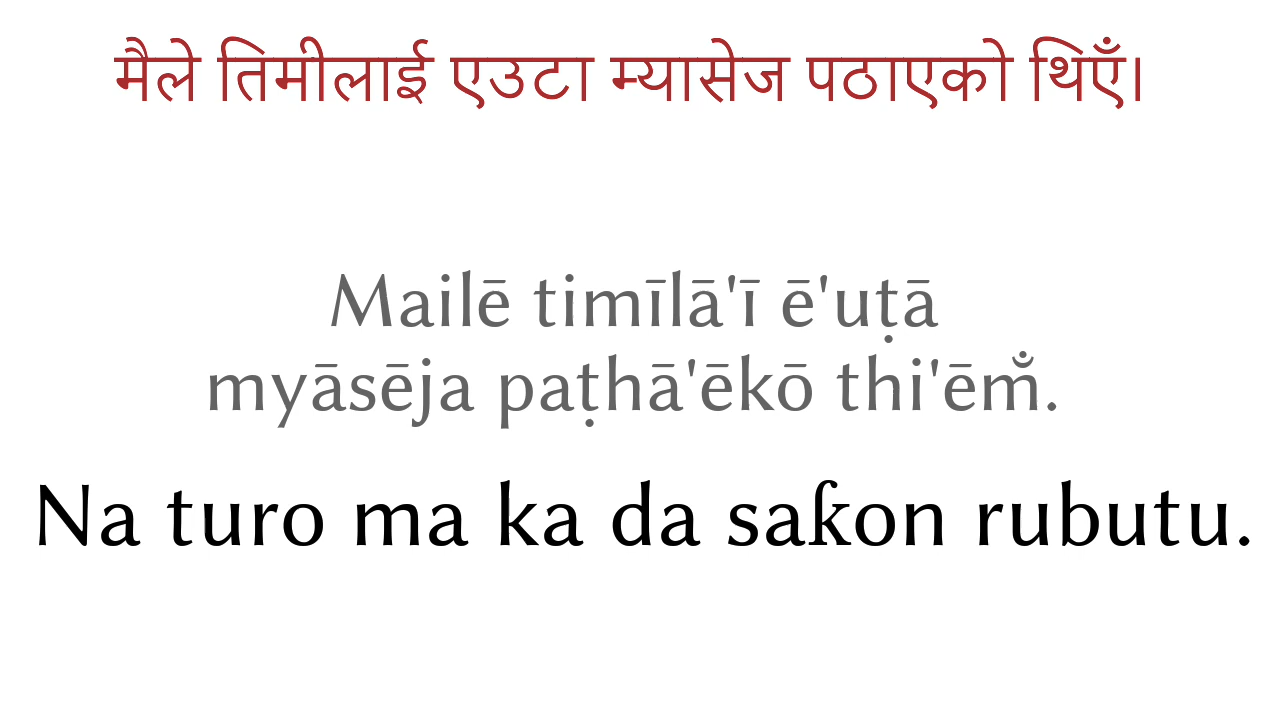 मैले तिमीलाई एउटा म्यासेज पठाएको थिएँ।
Mailē timīlā'ī ē'uṭā
myāsēja paṭhā'ēkō thi'ēm̐.
Na turo ma ka da saƙon rubutu.